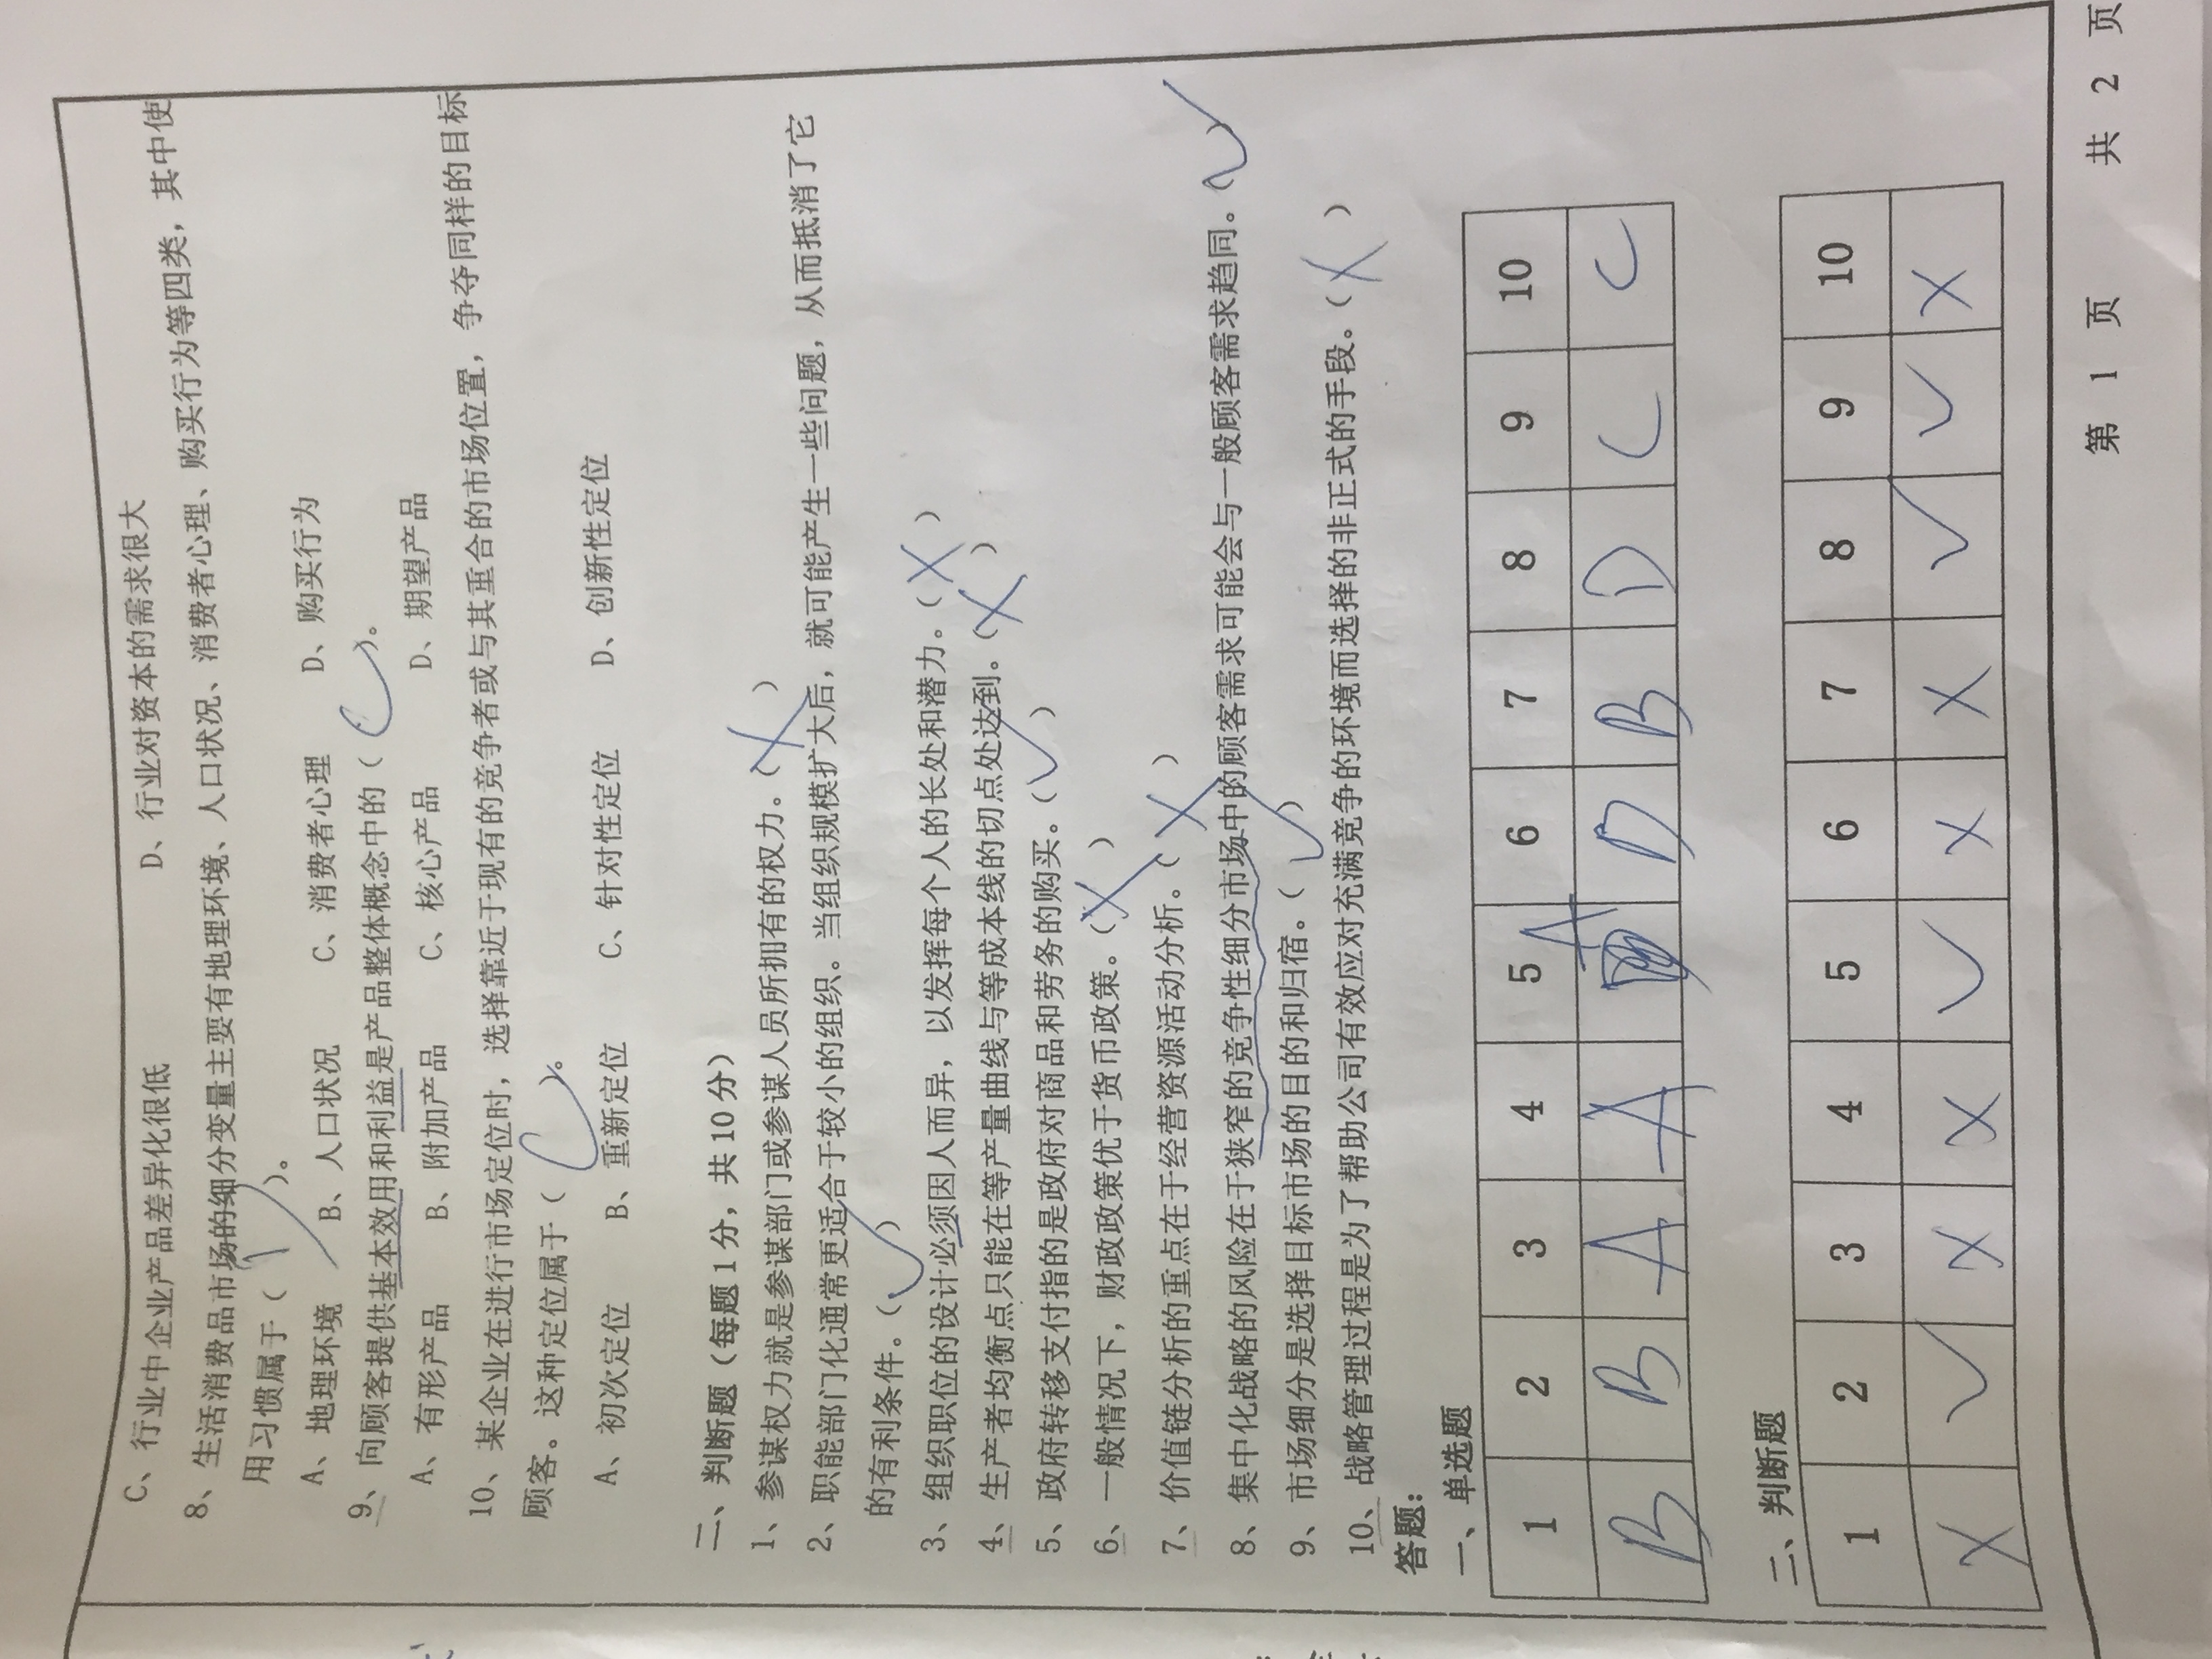 C、行业中企业产品差异化很低 D、行业对资本的需求很大
8、生活消费品市场的细分变量主要有地理环境、人口状况、消费者心理、购买行为等四类，其中使
用习惯属于（ D ）。
A、地理环境 B、人口状况 C、消费者心理 D、购买行为
9、向顾客提供基本效用和利益是产品整体概念中的（ C ）。
A、有形产品 B、附加产品 C、核心产品 D、期望产品
10、某企业在进行市场定位时，选择靠近于现有的竞争者或与其重合的市场位置，争夺同样的目标
顾客。这种定位属于（ C ）。
A、初次定位 B、重新定位 C、针对性定位 D、创新性定位
二、判断题（每题1分，共10分）
1、参谋权力就是参谋部门或参谋人员所拥有的权力。（ X ）
2、职能部门化通常更适合于较小的组织。当组织规模扩大后，就可能产生一些问题，从而抵消了它
的有利条件。（ ✓ ）
3、组织职位的设计必须因人而异，以发挥每个人的长处和潜力。（ X ）
4、生产者均衡点只能在等产量曲线与等成本线的切点处达到。（ X ）
5、政府转移支付指的是政府对商品和劳务的购买。（ ✓ ）
6、一般情况下，财政政策优于货币政策。（ X ）
7、价值链分析的重点在于经营资源活动分析。（ X ）
8、集中化战略的风险在于狭窄的竞争性细分市场中的顾客需求可能会与一般顾客需求趋同。（ ✓ ）
9、市场细分是选择目标市场的目的和归宿。（ ✓ ）
10、战略管理过程是为了帮助公司有效应对充满竞争的环境而选择的非正式的手段。（ X ）
答题：
一、单选题
1 2 3 4 5 6 7 8 9 10
B B A A A D B D C C
二、判断题
1 2 3 4 5 6 7 8 9 10
X ✓ X X ✓ X X ✓ ✓ X
第 1 页 共 2 页